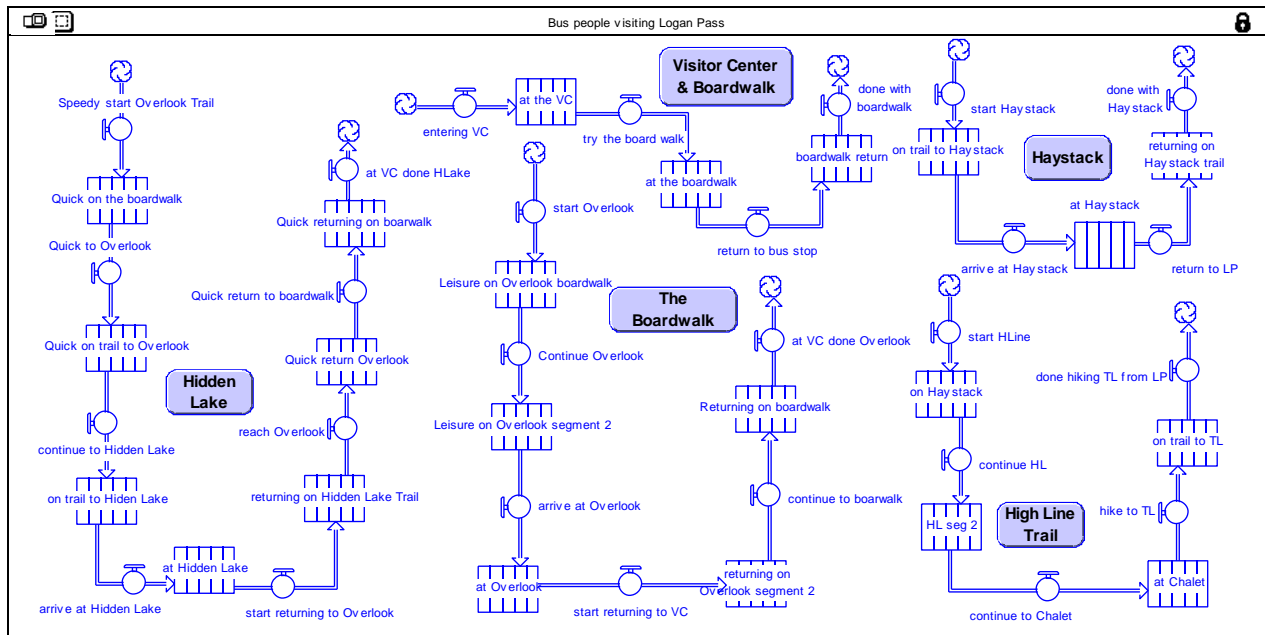 Bus people visiting Logan Pass
Speedy start Overlook Trail
Quick on the boardwalk
Quick to Overlook
Quick on trail to Overlook
continue to Hidden Lake
on trail to Hiden Lake
arrive at Hidden Lake
at Hidden Lake
start returning to Overlook
returning on Hidden Lake Trail
reach Overlook
Quick return Overlook
Quick return to boardwalk
Quick returning on boarwalk
at VC done HLake
Hidden
Lake
entering VC
at the VC
try the board walk
at the boardwalk
return to bus stop
boardwalk return
done with
boardwalk
Visitor Center
& Boardwalk
start Overlook
Leisure on Overlook boardwalk
Continue Overlook
Leisure on Overlook segment 2
arrive at Overlook
at Overlook
start returning to VC
returning on
Overlook segment 2
continue to boarwalk
Returning on boardwalk
at VC done Overlook
The
Boardwalk
start Haystack
on trail to Haystack
arrive at Haystack
at Haystack
return to LP
returning on
Haystack trail
done with
Haystack
Haystack
start HLine
on Haystack
continue HL
HL seg 2
continue to Chalet
at Chalet
hike to TL
on trail to TL
done hiking TL from LP
High Line
Trail